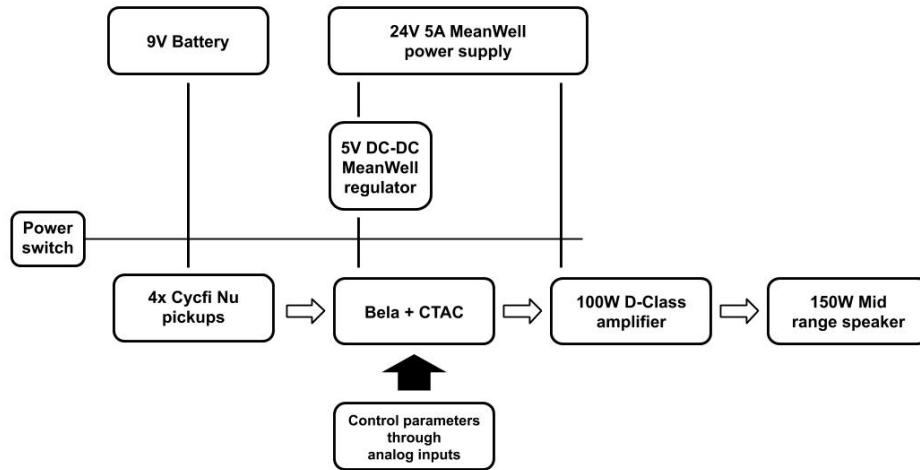 9V Battery
24V 5A MeanWell
power supply
5V DC-DC
MeanWell
regulator
Power
switch
4x Cycfi Nu
pickups
Bela + CTAC
100W D-Class
amplifier
150W Mid
range speaker
Control parameters
through
analog inputs